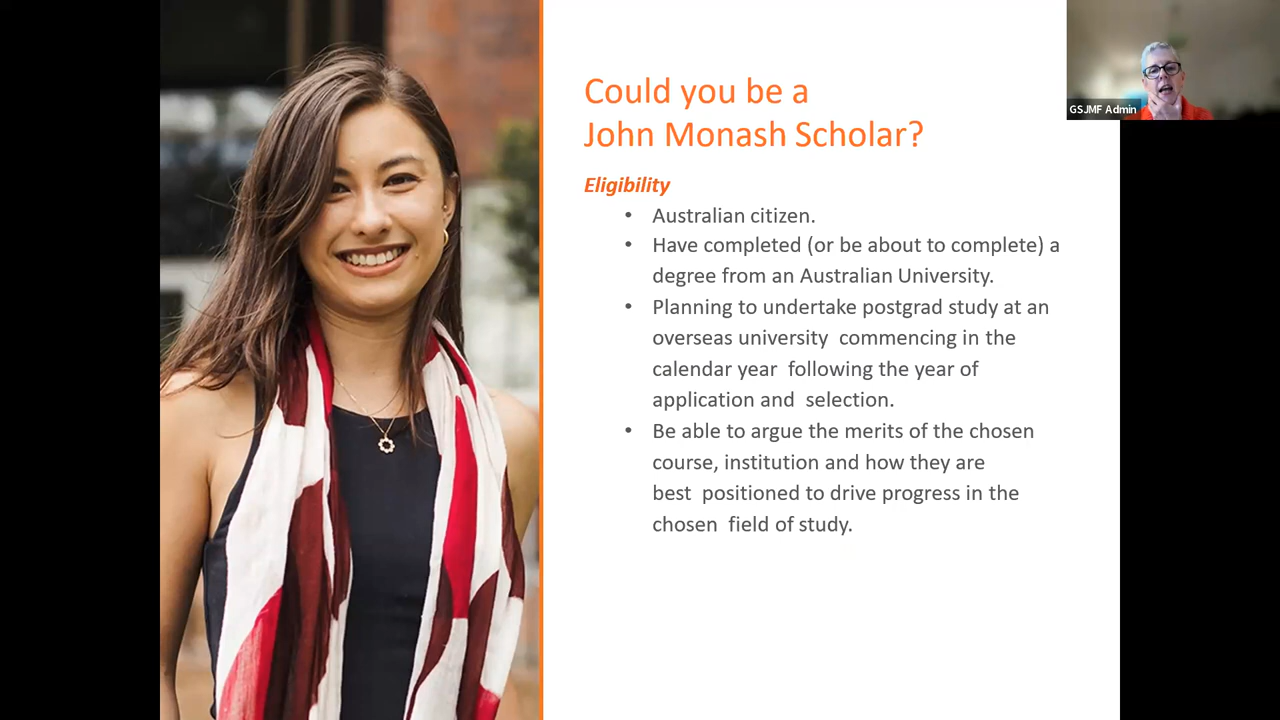 Could you be a
John Monash Scholar?
Eligibility
• Australian citizen.
• Have completed (or be about to complete) a
degree from an Australian University.
• Planning to undertake postgrad study at an
overseas university  commencing in the
calendar year  following the year of
application and  selection.
• Be able to argue the merits of the chosen
course, institution and how they are
best  positioned to drive progress in the
chosen  field of study.
GSJMF Admin